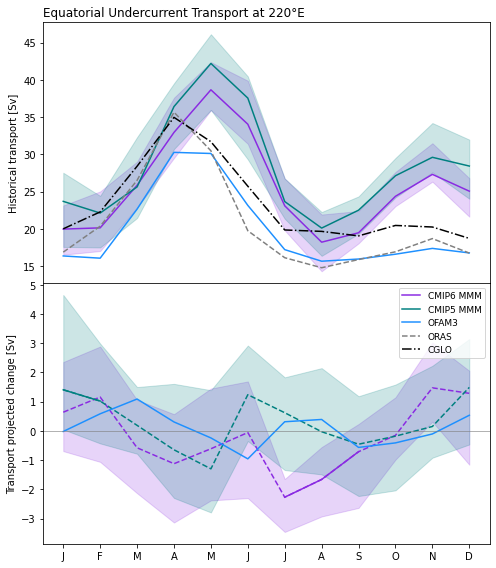 Equatorial Undercurrent Transport at 220°E
Historical transport [Sv]
45
40
35
30
25
20
15
Transport projected change [Sv]
5
4
3
2
1
0
−1
−2
−3
CMIP6 MMM
CMIP5 MMM
OFAM3
ORAS
CGLO
J F M A M J J A S O N D